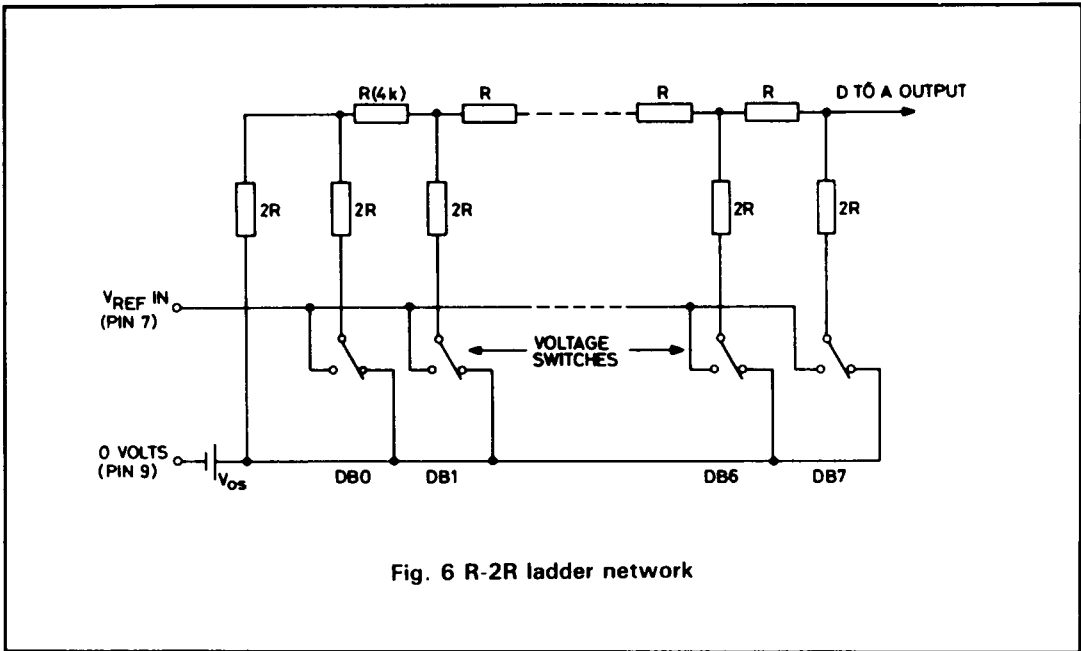 R(4k) R R R D TO A OUTPUT
2R 2R 2R 2R 2R
VREF IN
(PIN 7)
VOLTAGE
SWITCHES
0 VOLTS
(PIN 9)
Vos
DB0 DB1 DB6 DB7
Fig. 6 R-2R ladder network